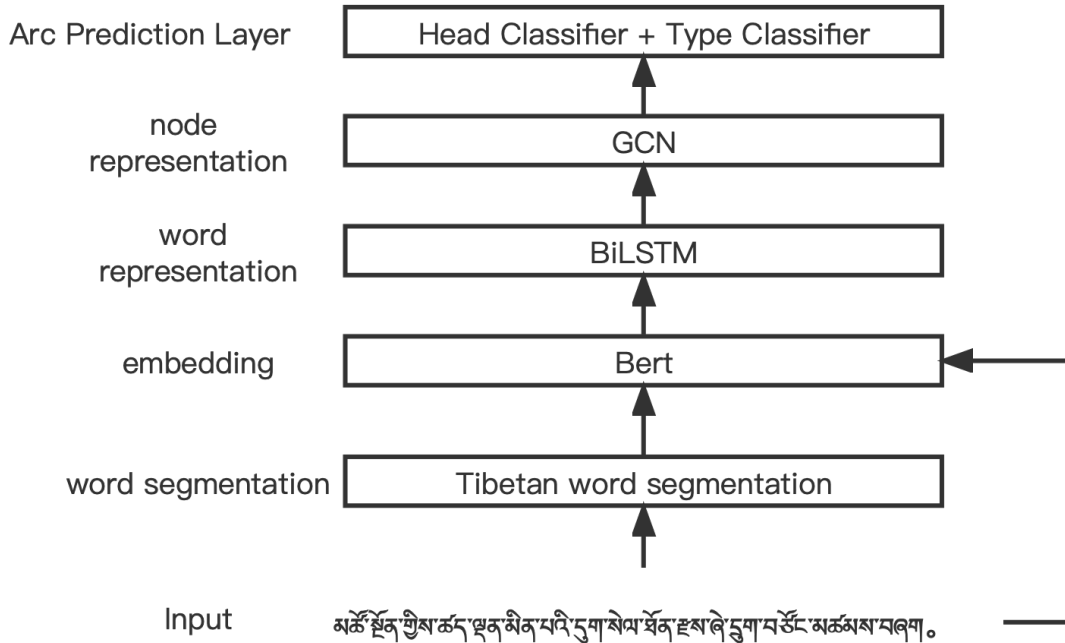 Arc Prediction Layer Head Classifier + Type Classifier
node
representation
GCN
word
representation
BiLSTM
embedding Bert
word segmentation Tibetan word segmentation
Input མཚོ་སྔོན་གྱིས་ཚད་ལྡན་མིན་པའི་དུག་སེལ་ཐོན་རྫས་ཞེ་དྲུག་བཙོང་མཚམས་བཞག